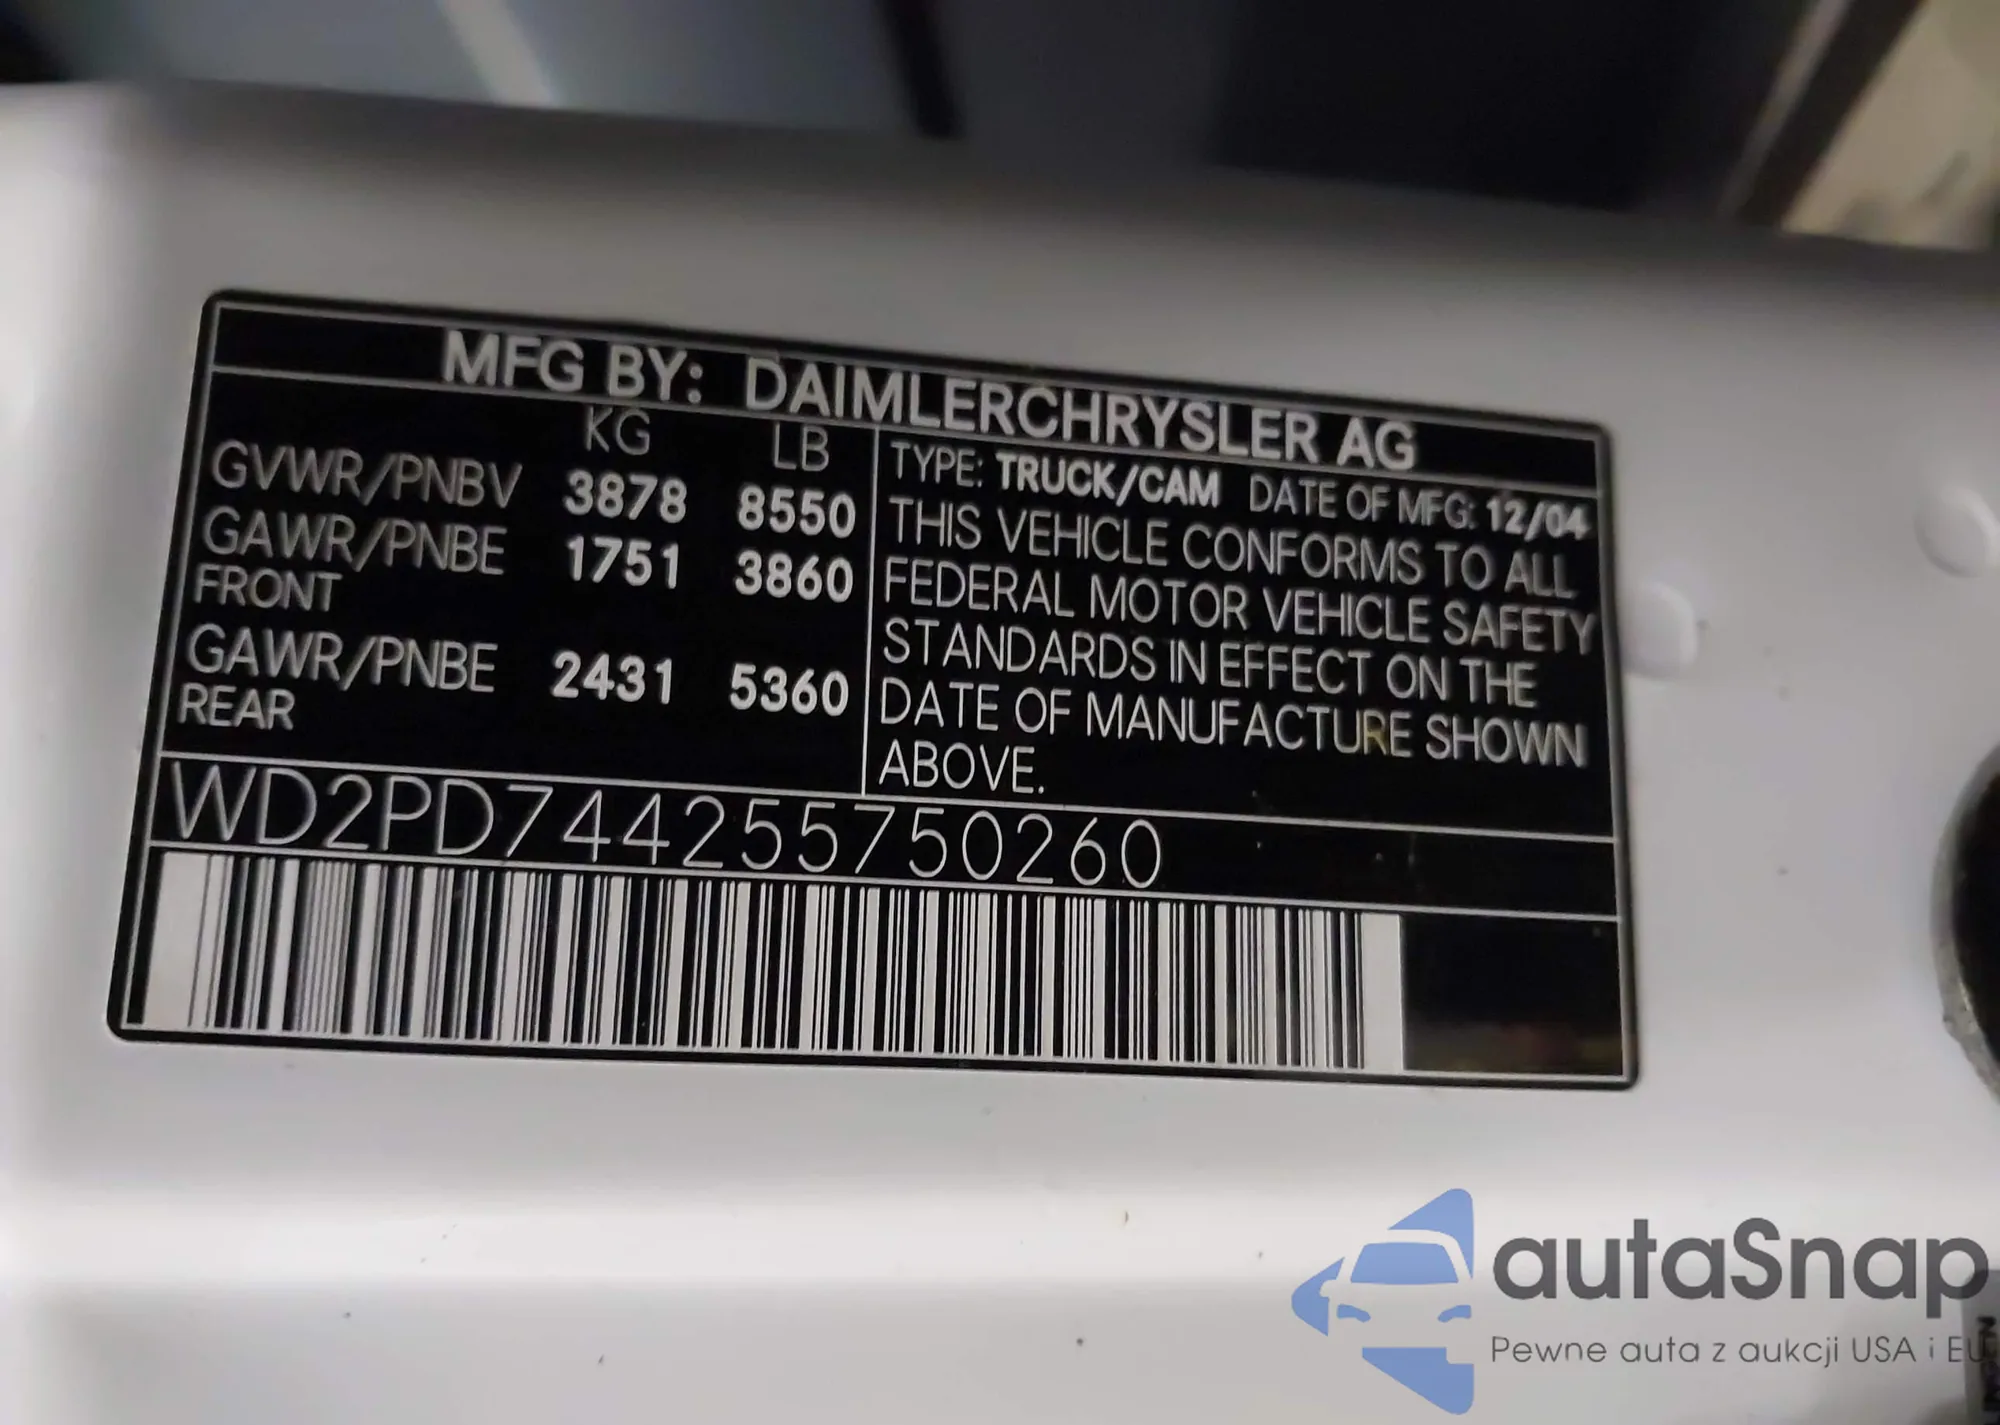 MFG BY: DAIMLERCHRYSLER AG
KG LB
GVWR/PNBV 3878 8550
GAWR/PNBE 1751 3860
FRONT
GAWR/PNBE 2431 5360
REAR
TYPE: TRUCK/CAM DATE OF MFG: 12/04
THIS VEHICLE CONFORMS TO ALL
FEDERAL MOTOR VEHICLE SAFETY
STANDARDS IN EFFECT ON THE
DATE OF MANUFACTURE SHOWN
ABOVE.
WD2PD744255750260
autaSnap
Pewne auta z aukcji USA i EU